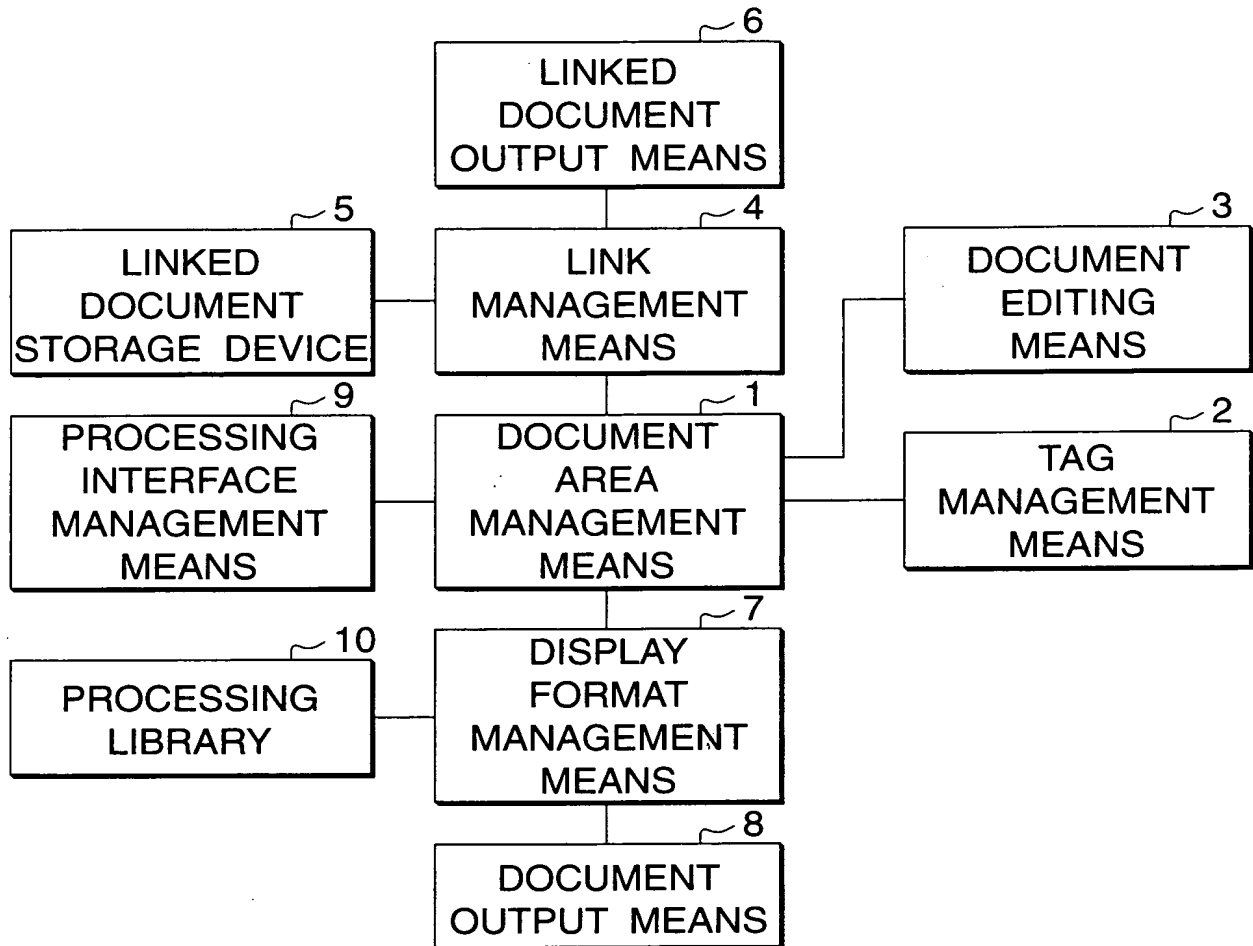 6
LINKED
DOCUMENT
OUTPUT MEANS
5
LINKED
DOCUMENT
STORAGE DEVICE
4
LINK
MANAGEMENT
MEANS
3
DOCUMENT
EDITING
MEANS
9
PROCESSING
INTERFACE
MANAGEMENT
MEANS
1
DOCUMENT
AREA
MANAGEMENT
MEANS
2
TAG
MANAGEMENT
MEANS
10
PROCESSING
LIBRARY
7
DISPLAY
FORMAT
MANAGEMENT
MEANS
8
DOCUMENT
OUTPUT MEANS